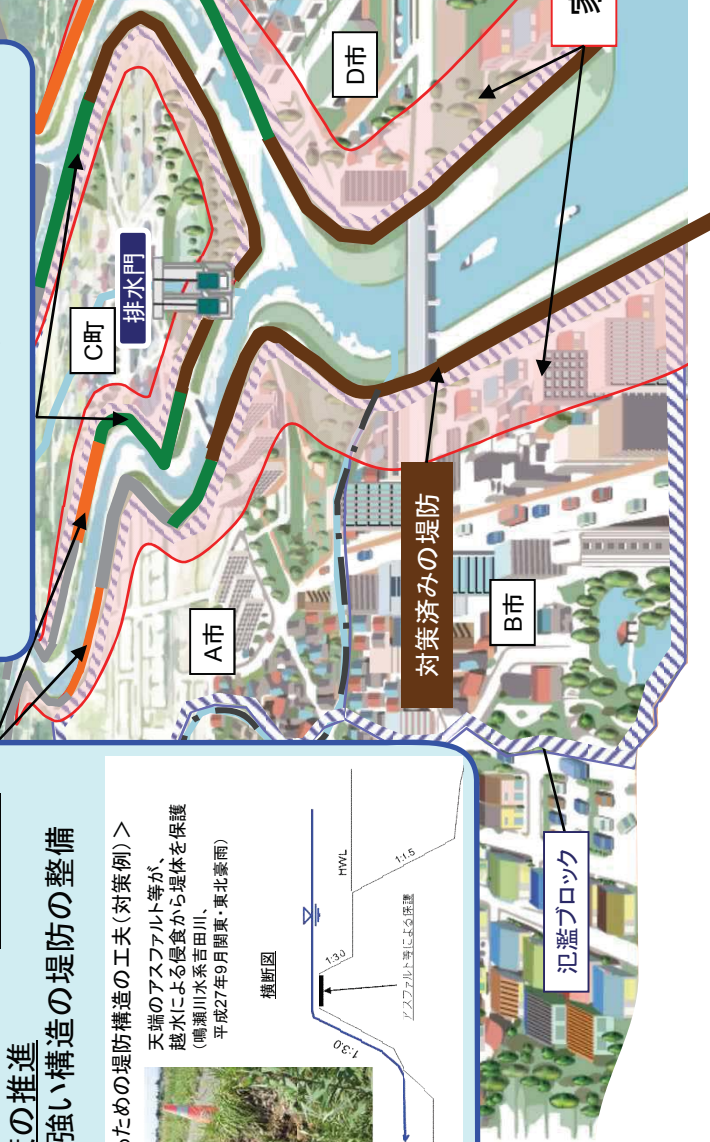 の推進
強い構造の堤防の整備
ための堤防構造の工夫(対策例)>
天端のアスファルト等が、
越水による侵食から堤体を保護
(鳴瀬川水系吉田川、
平成27年9月関東・東北豪雨)
横断図
HWL
1:3.0
1:1.5
1:3.0
アスファルト等による保護
A市
B市
C町
D市
排水門
対策済みの堤防
氾濫ブロック
家